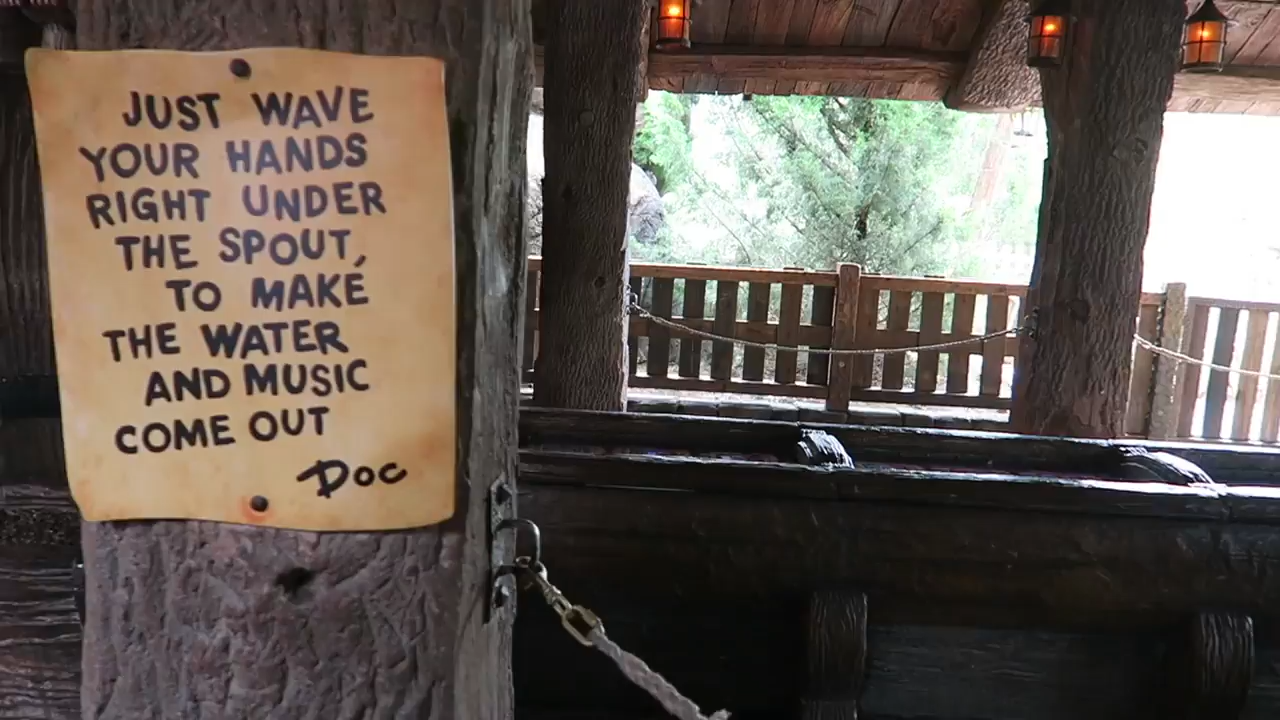 JUST WAVE
YOUR HANDS
RIGHT UNDER
THE SPOUT,
TO MAKE
THE WATER
AND MUSIC
COME OUT
Doc